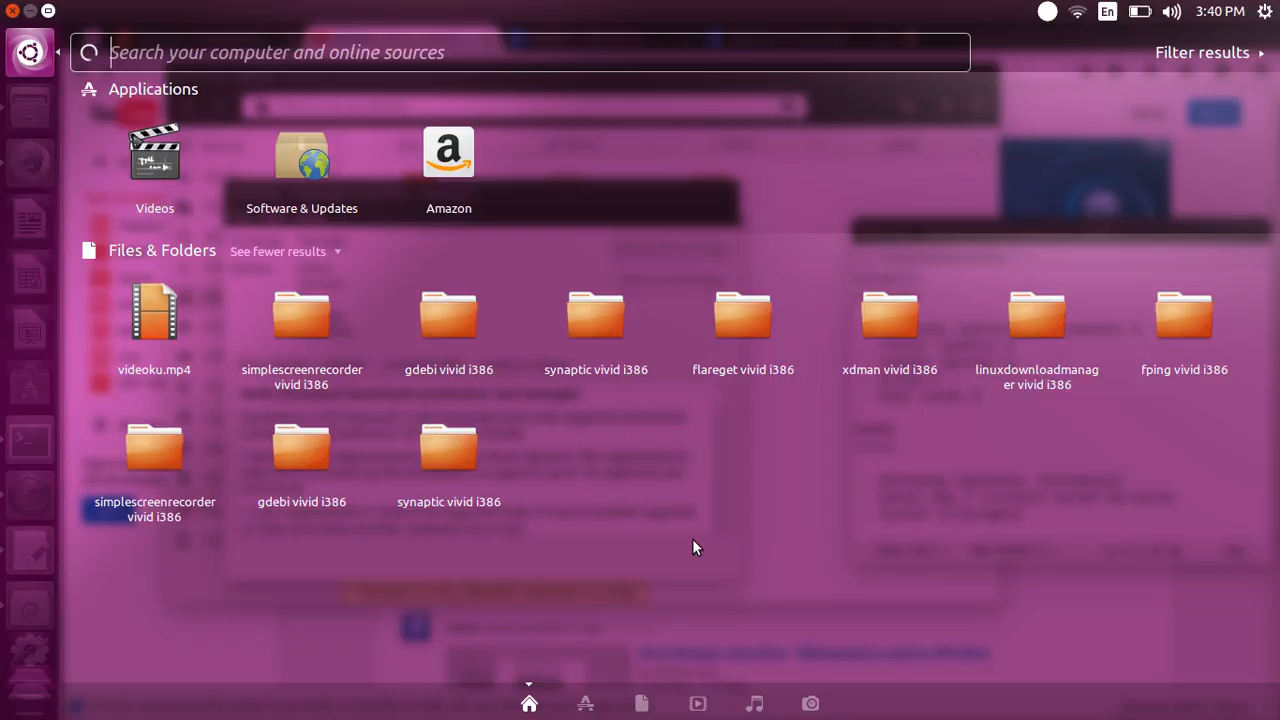 En
3:40 PM
Search your computer and online sources
Filter results
Applications
Videos
Software & Updates
Amazon
Files & Folders
See fewer results
videoku.mp4
simplescreenrecorder
vivid i386
gdebi vivid i386
synaptic vivid i386
flareget vivid i386
xdman vivid i386
linuxdownloadmanag
er vivid i386
fping vivid i386
simplescreenrecorder
vivid i386
gdebi vivid i386
synaptic vivid i386